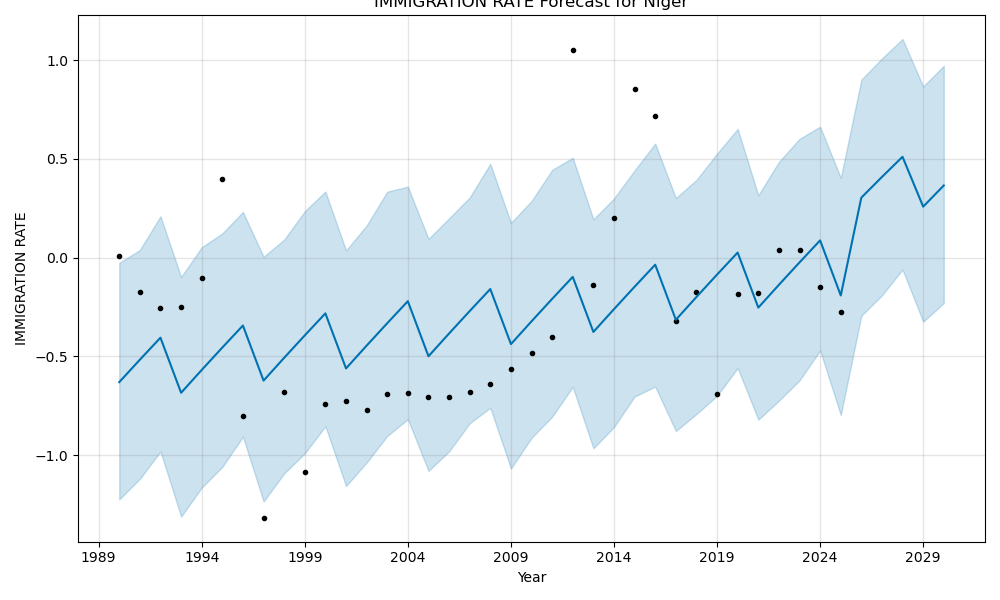 IMMIGRATION RATE Forecast for Niger
1.0
0.5
0.0
−0.5
−1.0
IMMIGRATION RATE
1989 1994 1999 2004 2009 2014 2019 2024 2029
Year